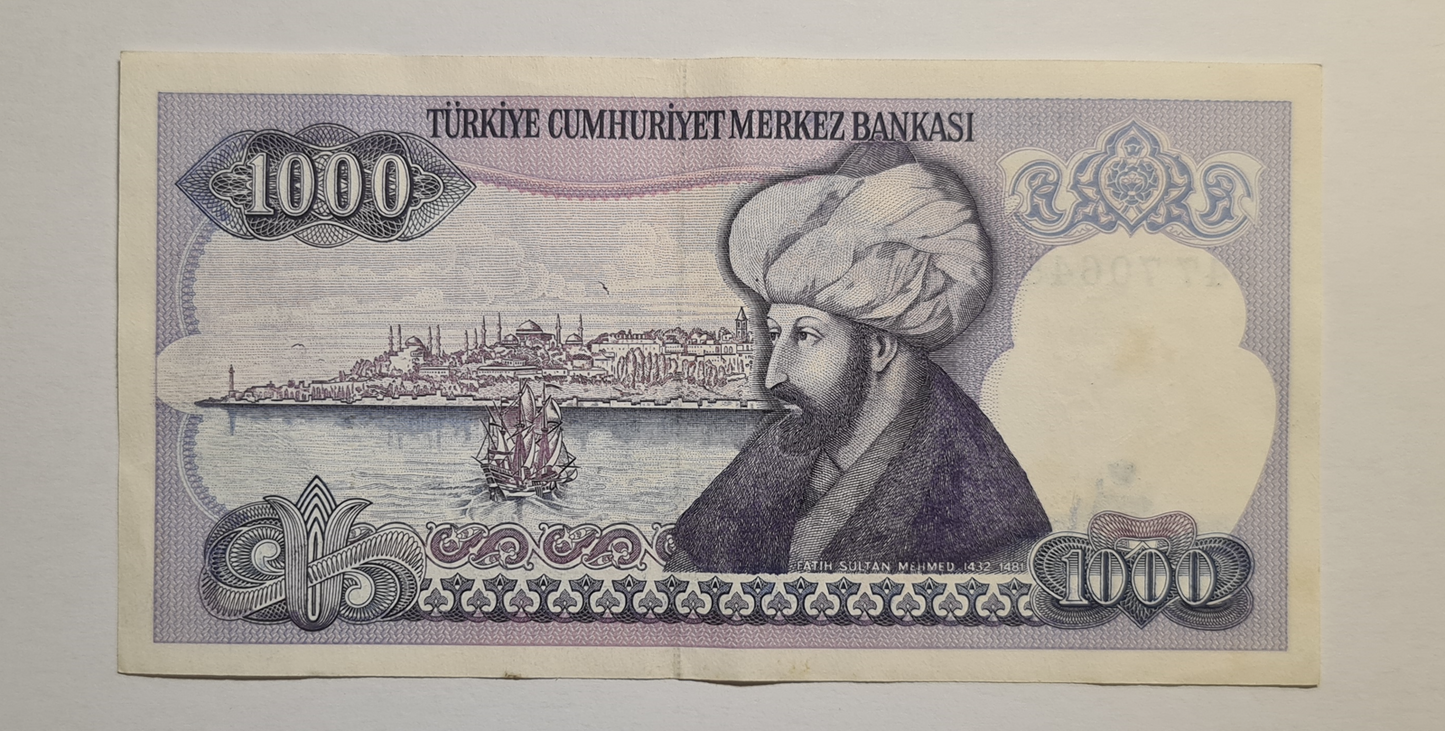 TÜRKİYE CUMHURİYET MERKEZ BANKASI
1000
FATİH SULTAN MEHMED 1432 1481
1000